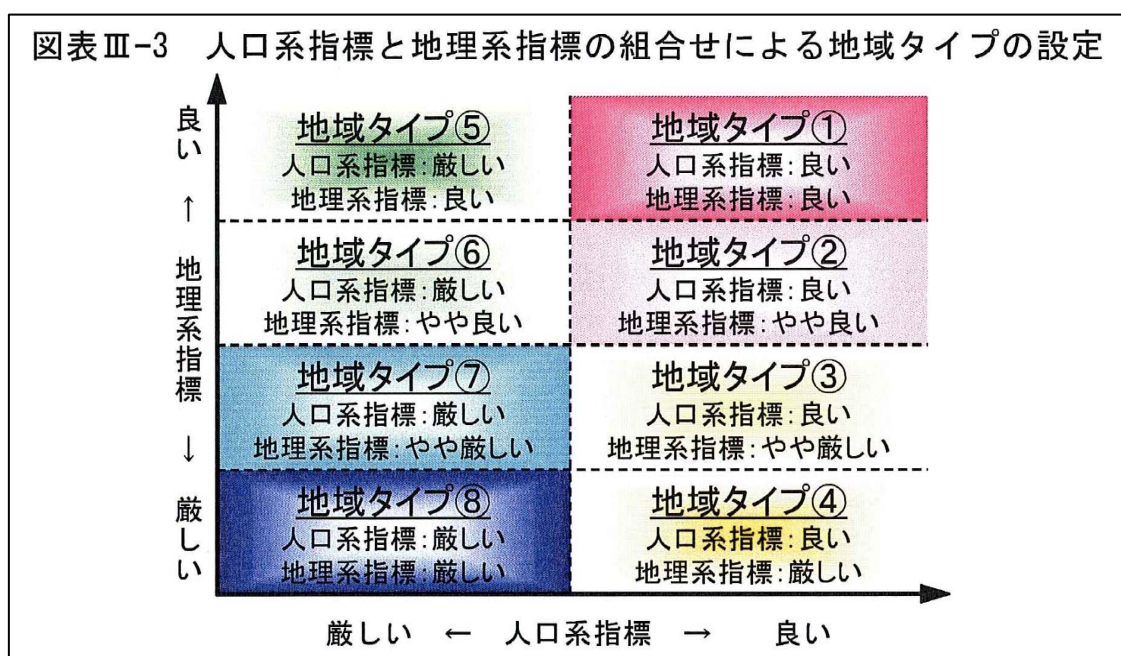 図表Ⅲ-3 人口系指標と地理系指標の組合せによる地域タイプの設定
良い ↑ 地理系指標 ↓ 厳しい
地域タイプ⑤
人口系指標:厳しい
地理系指標:良い
地域タイプ①
人口系指標:良い
地理系指標:良い
地域タイプ⑥
人口系指標:厳しい
地理系指標:やや良い
地域タイプ②
人口系指標:良い
地理系指標:やや良い
地域タイプ⑦
人口系指標:厳しい
地理系指標:やや厳しい
地域タイプ③
人口系指標:良い
地理系指標:やや厳しい
地域タイプ⑧
人口系指標:厳しい
地理系指標:厳しい
地域タイプ④
人口系指標:良い
地理系指標:厳しい
厳しい ← 人口系指標 → 良い